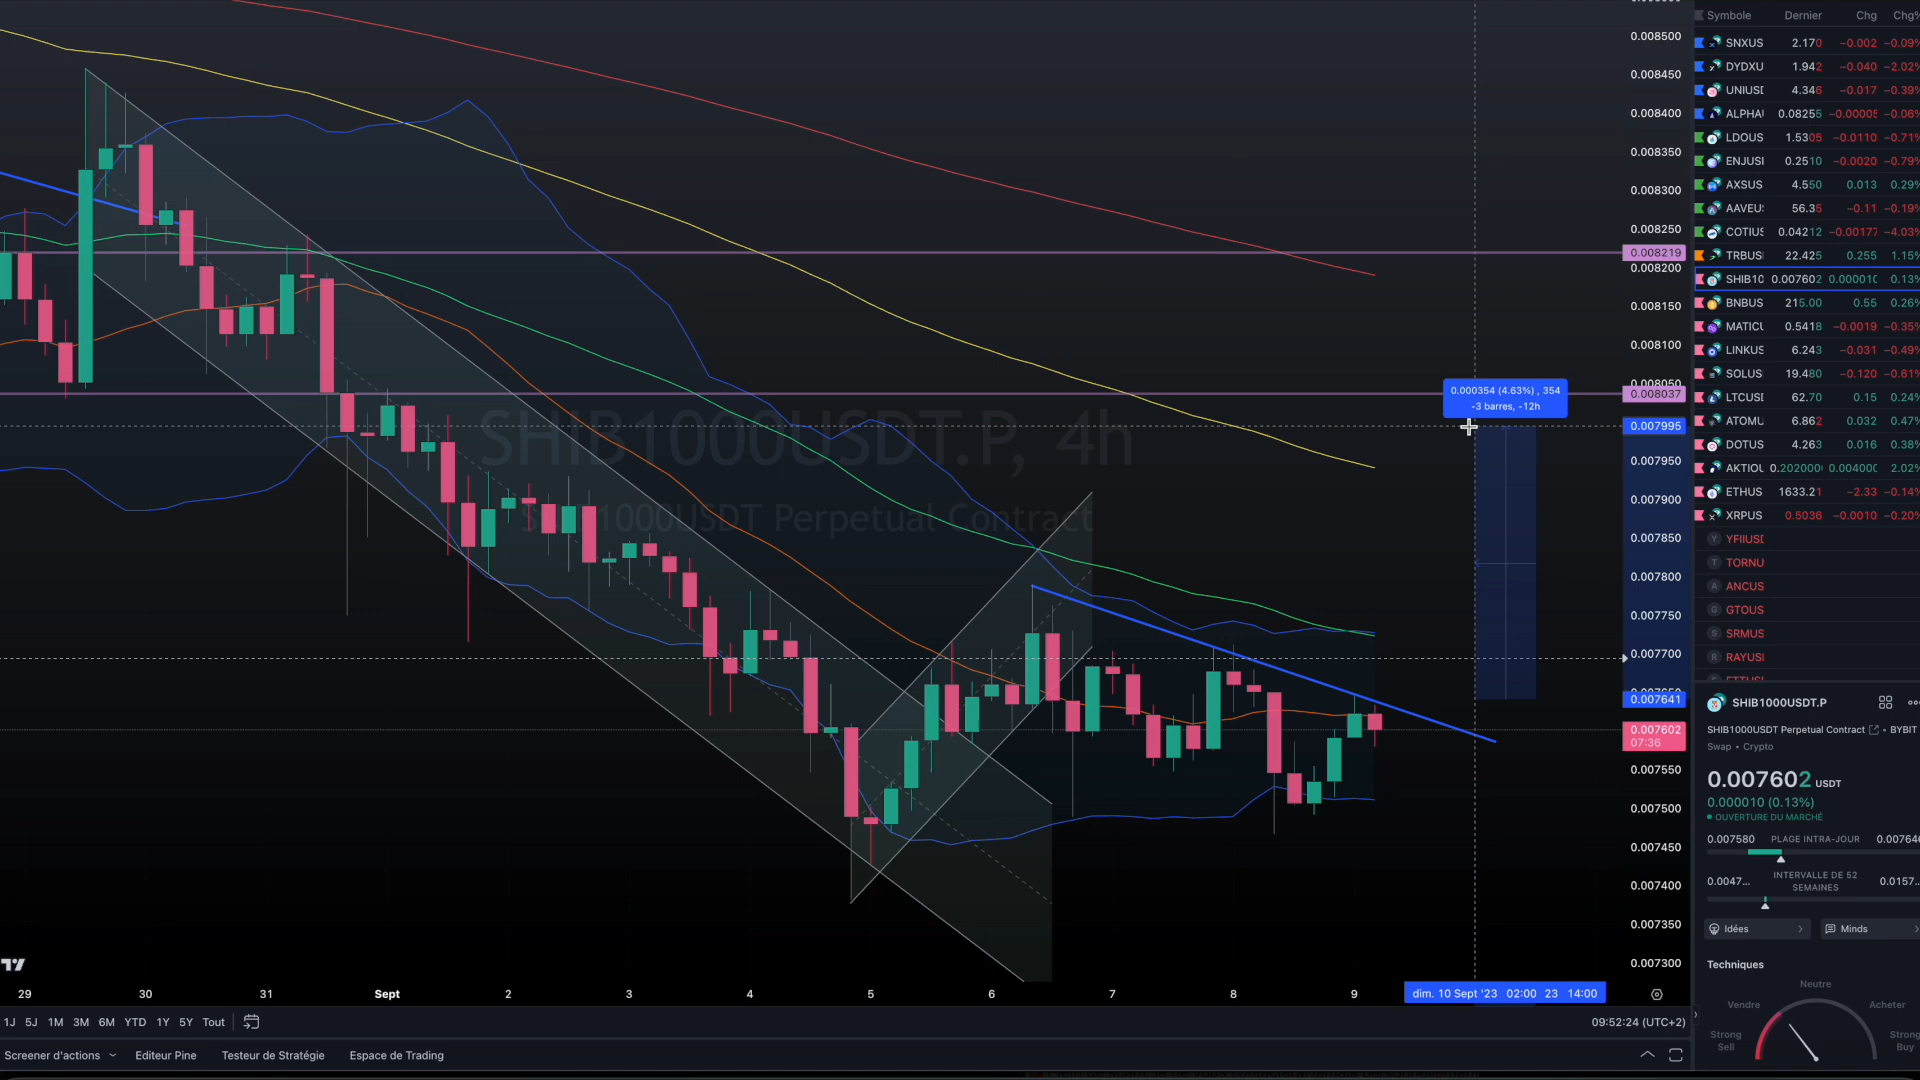 SHIB1000USDT.P, 4h
SHIB1000USDT Perpetual Contract
0.000354 (4.63%) , 354
-3 barres, -12h
0.008500
0.008450
0.008400
0.008350
0.008300
0.008250
0.008219
0.008200
0.008150
0.008100
0.008050
0.008037
0.007995
0.007950
0.007900
0.007850
0.007800
0.007750
0.007700
0.007641
0.007602
07:36
0.007550
0.007500
0.007450
0.007400
0.007350
0.007300
29 30 31 Sept 2 3 4 5 6 7 8 9
dim. 10 Sept '23 02:00 23 14:00
1J 5J 1M 3M 6M YTD 1Y 5Y Tout
09:52:24 (UTC+2)
Screener d'actions Editeur Pine Testeur de Stratégie Espace de Trading
Symbole Dernier Chg Chg%
SNXUS 2.170 −0.002 −0.09%
DYDXU 1.942 −0.040 −2.02%
UNIUSI 4.346 −0.017 −0.39%
ALPHAI 0.08255 −0.00005 −0.06%
LDOUS 1.5305 −0.0110 −0.71%
ENJUSI 0.2510 −0.0020 −0.79%
AXSUS 4.550 0.013 0.29%
AAVEU: 56.35 −0.11 −0.19%
COTIUS 0.04212 −0.00177 −4.03%
TRBUSI 22.425 0.255 1.15%
SHIB10 0.007602 0.000010 0.13%
BNBUS 215.00 0.55 0.26%
MATICU 0.5418 −0.0019 −0.35%
LINKUS 6.243 −0.031 −0.49%
SOLUS 19.480 −0.120 −0.61%
LTCUSI 62.70 0.15 0.24%
ATOMU 6.862 0.032 0.47%
DOTUS 4.263 0.016 0.38%
AKTIOU 0.202000 0.004000 2.02%
ETHUS 1633.21 −2.33 −0.14%
XRPUS 0.5036 −0.0010 −0.20%
Y YFIIUSI
T TORNU
A ANCUS
G GTOUS
S SRMUS
R RAYUSI
SHIB1000USDT.P
SHIB1000USDT Perpetual Contract • BYBIT
Swap • Crypto
0.007602 USDT
0.000010 (0.13%)
OUVERTURE DU MARCHÉ
0.007580 PLAGE INTRA-JOUR 0.007646
0.0047... INTERVALLE DE 52 SEMAINES 0.0157...
Idées Minds
Techniques
Neutre
Vendre Acheter
Strong Sell Strong Buy